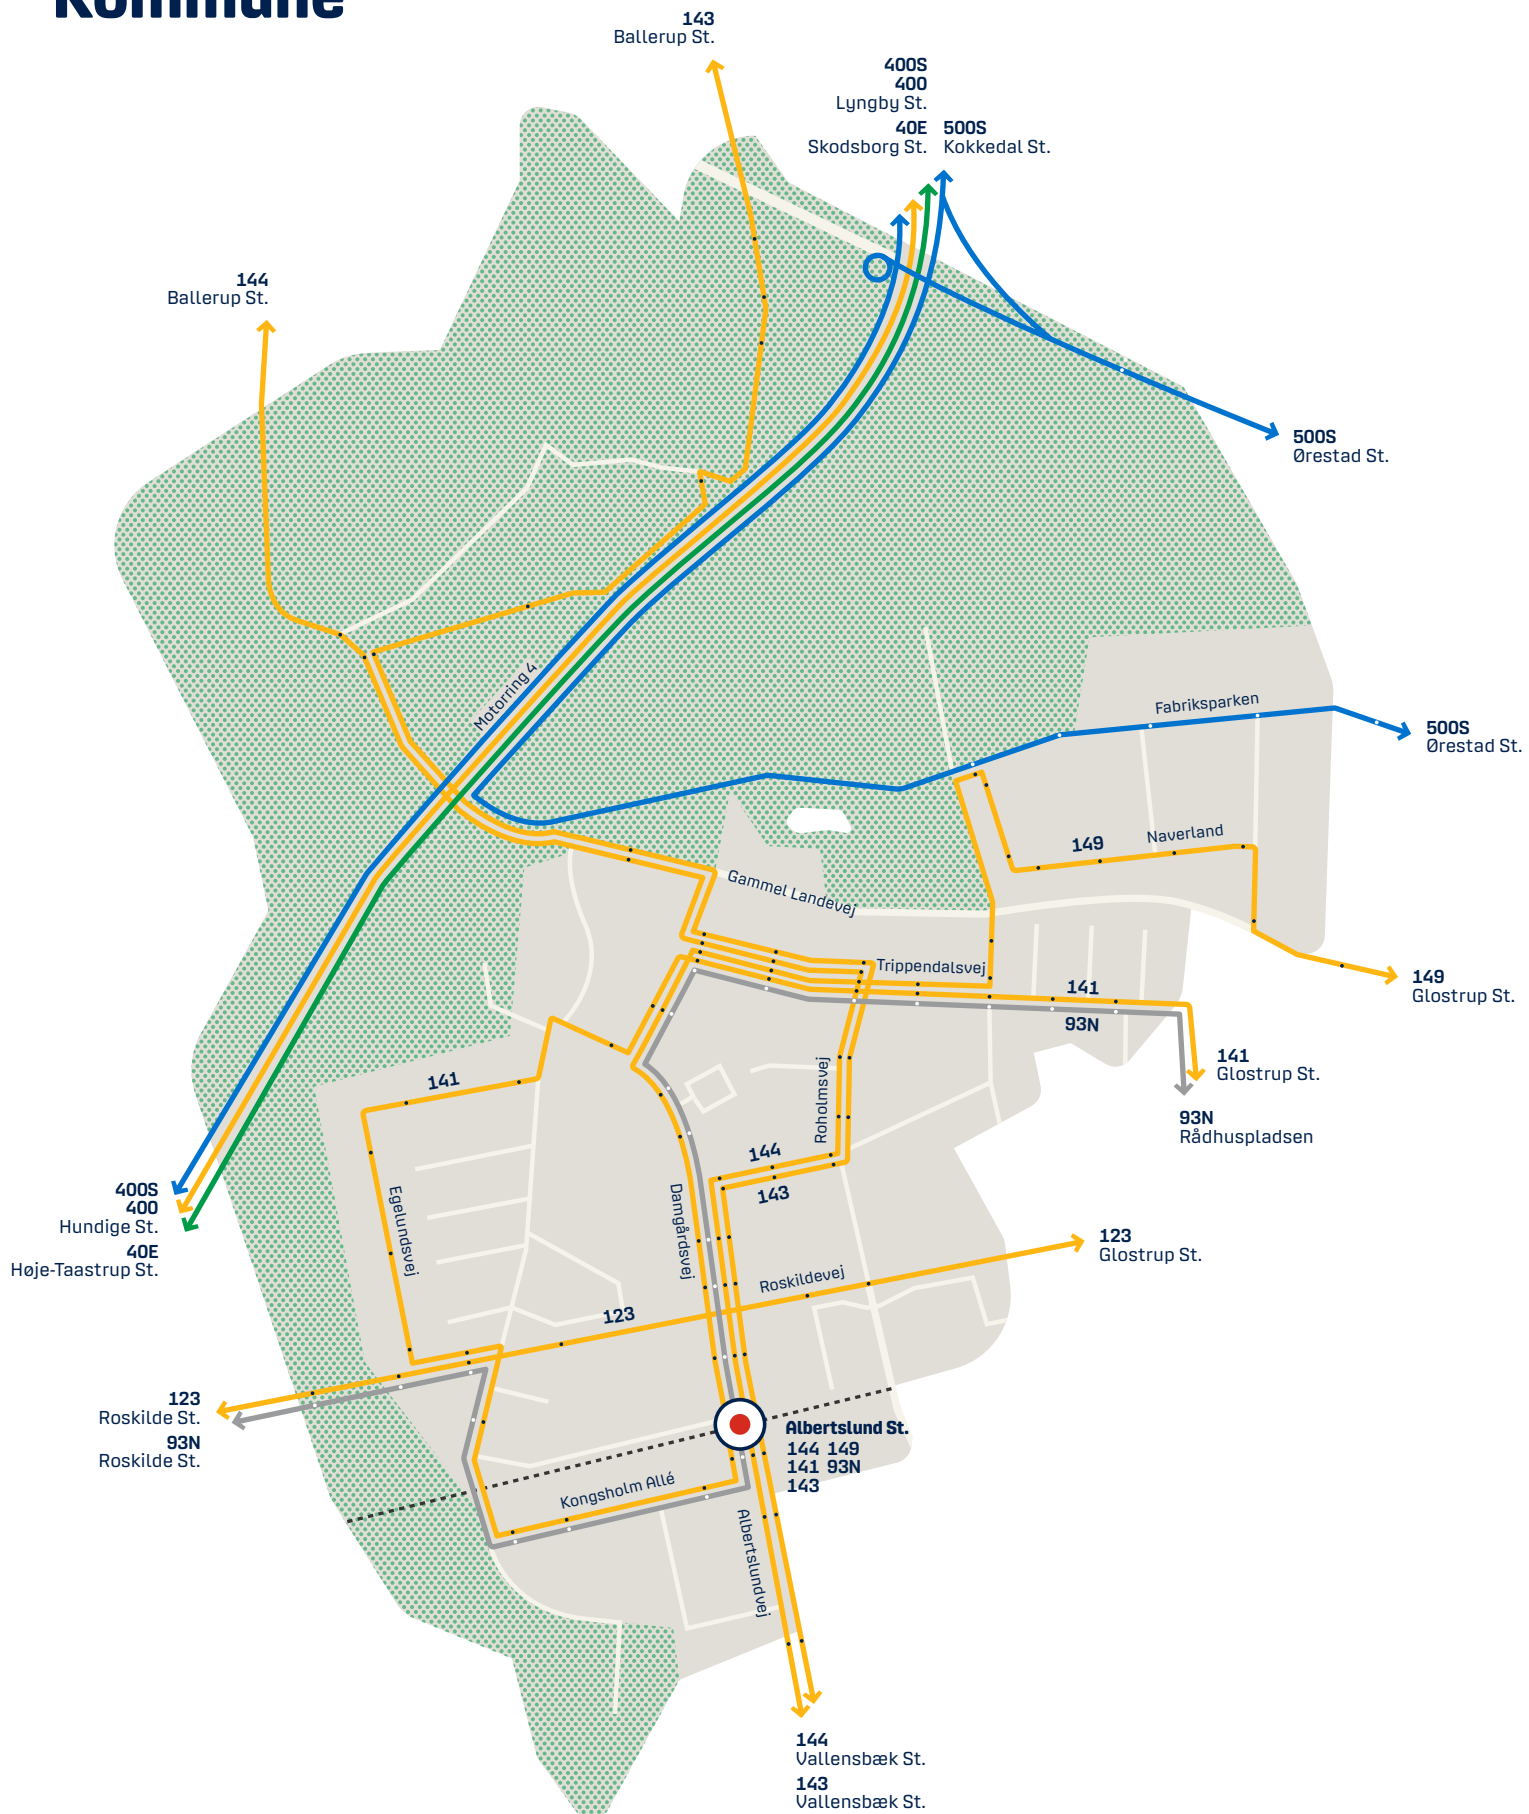 Kommune
143
Ballerup St.
400S
400
Lyngby St.
40E
Skodsborg St.
500S
Kokkedal St.
144
Ballerup St.
500S
Ørestad St.
Motorring 4
Fabriksparken
500S
Ørestad St.
Naverland
149
Gammel Landevej
Trippendalsvej
149
Glostrup St.
141
93N
141
Glostrup St.
93N
Rådhuspladsen
141
Roholmsvej
144
143
Egelundsvej
Damgårdsvej
400S
400
Hundige St.
40E
Høje-Taastrup St.
123
Glostrup St.
Roskildevej
123
123
Roskilde St.
93N
Roskilde St.
Albertslund St.
144 149
141 93N
143
Kongsholm Allé
Albertslundvej
144
Vallensbæk St.
143
Vallensbæk St.